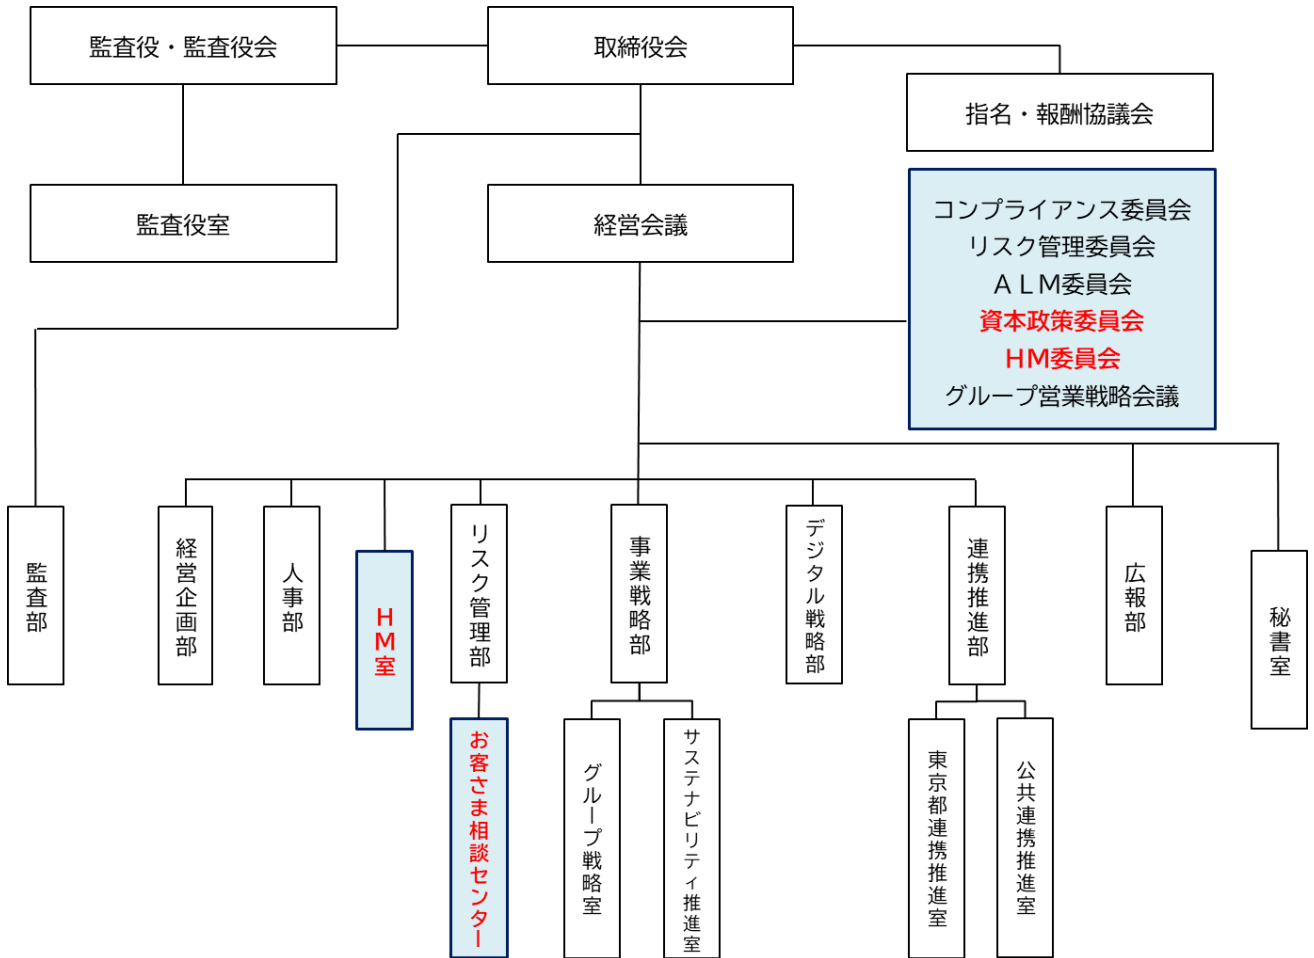 監査役・監査役会
取締役会
指名・報酬協議会
監査役室
経営会議
コンプライアンス委員会
リスク管理委員会
ＡＬＭ委員会
資本政策委員会
ＨＭ委員会
グループ営業戦略会議
監査部
経営企画部
人事部
ＨＭ室
リスク管理部
事業戦略部
デジタル戦略部
連携推進部
広報部
秘書室
お客さま相談センター
グループ戦略室
サステナビリティ推進室
東京都連携推進室
公共連携推進室